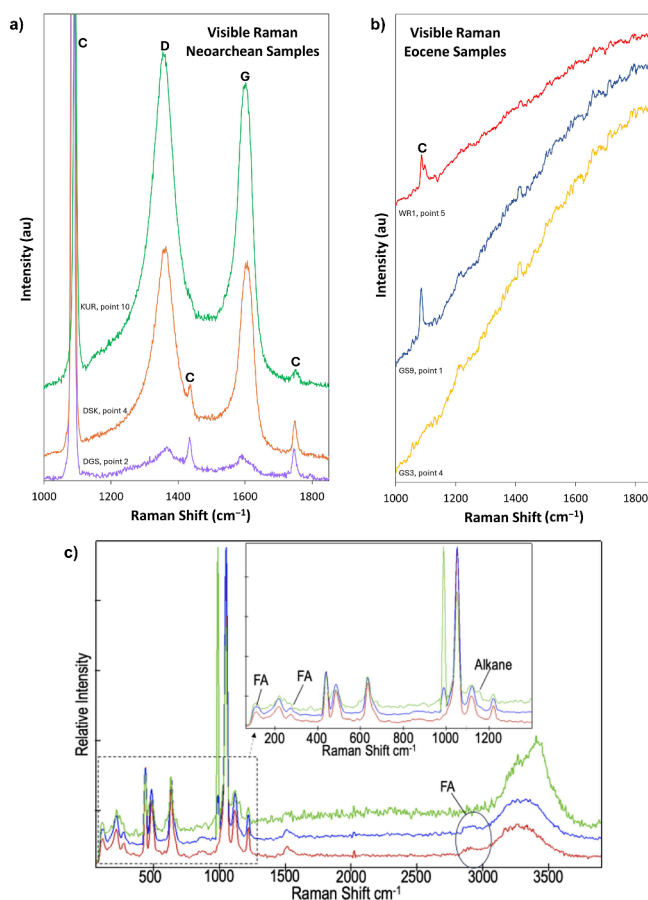 a)
Visible Raman
Neoarchean Samples
C
D
G
KUR, point 10
C
C
DSK, point 4
DGS, point 2
Intensity (au)
1000 1200 1400 1600 1800
Raman Shift (cm⁻¹)
b)
Visible Raman
Eocene Samples
C
WR1, point 5
GS9, point 1
GS3, point 4
Intensity (au)
1000 1200 1400 1600 1800
Raman Shift (cm⁻¹)
c)
FA
FA
Alkane
200 400 600 800 1000 1200
Raman Shift cm⁻¹
FA
Relative Intensity
500 1000 1500 2000 2500 3000 3500
Raman Shift cm⁻¹